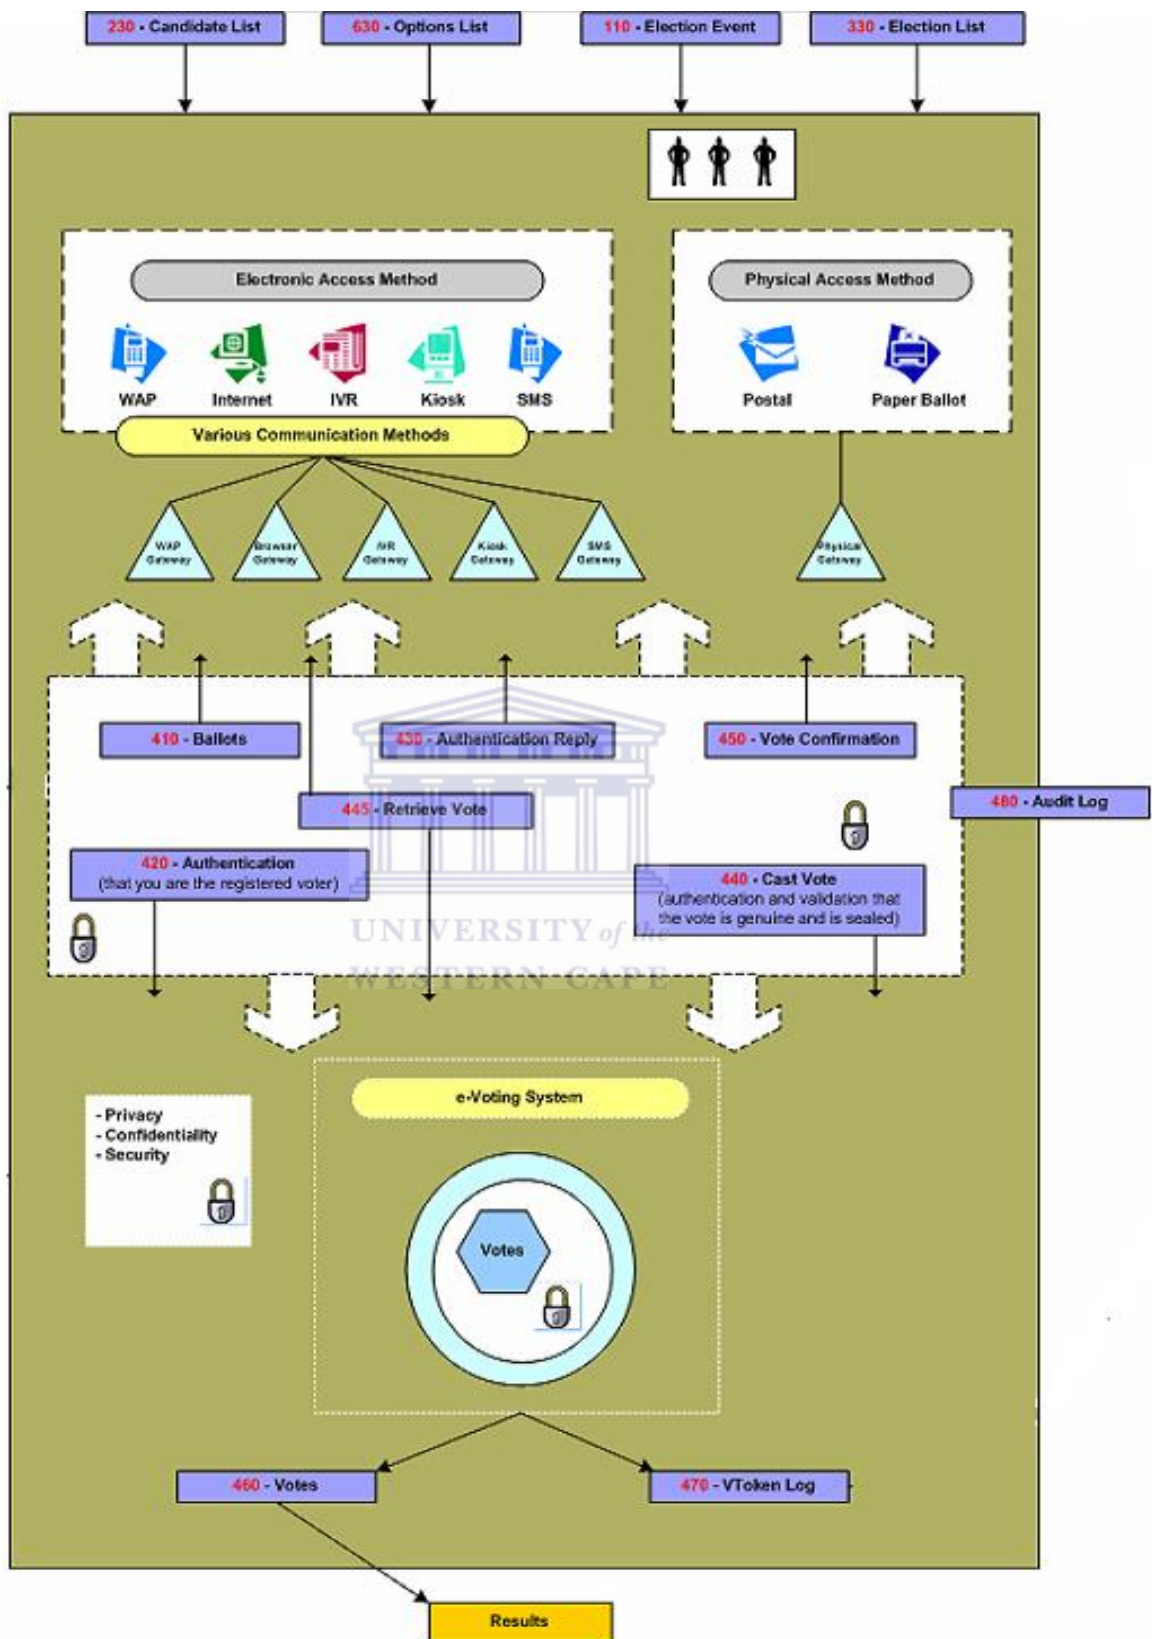 230 - Candidate List
630 - Options List
110 - Election Event
330 - Election List
Electronic Access Method
Physical Access Method
WAP
Internet
IVR
Kiosk
SMS
Postal
Paper Ballot
Various Communication Methods
WAP
Gateway
Browser
Gateway
IVR
Gateway
Kiosk
Gateway
SMS
Gateway
Physical
Gateway
410 - Ballots
430 - Authentication Reply
450 - Vote Confirmation
445 - Retrieve Vote
480 - Audit Log
420 - Authentication
(that you are the registered voter)
440 - Cast Vote
(authentication and validation that
the vote is genuine and is sealed)
UNIVERSITY of the
WESTERN CAPE
e-Voting System
- Privacy
- Confidentiality
- Security
Votes
460 - Votes
470 - VToken Log
Results